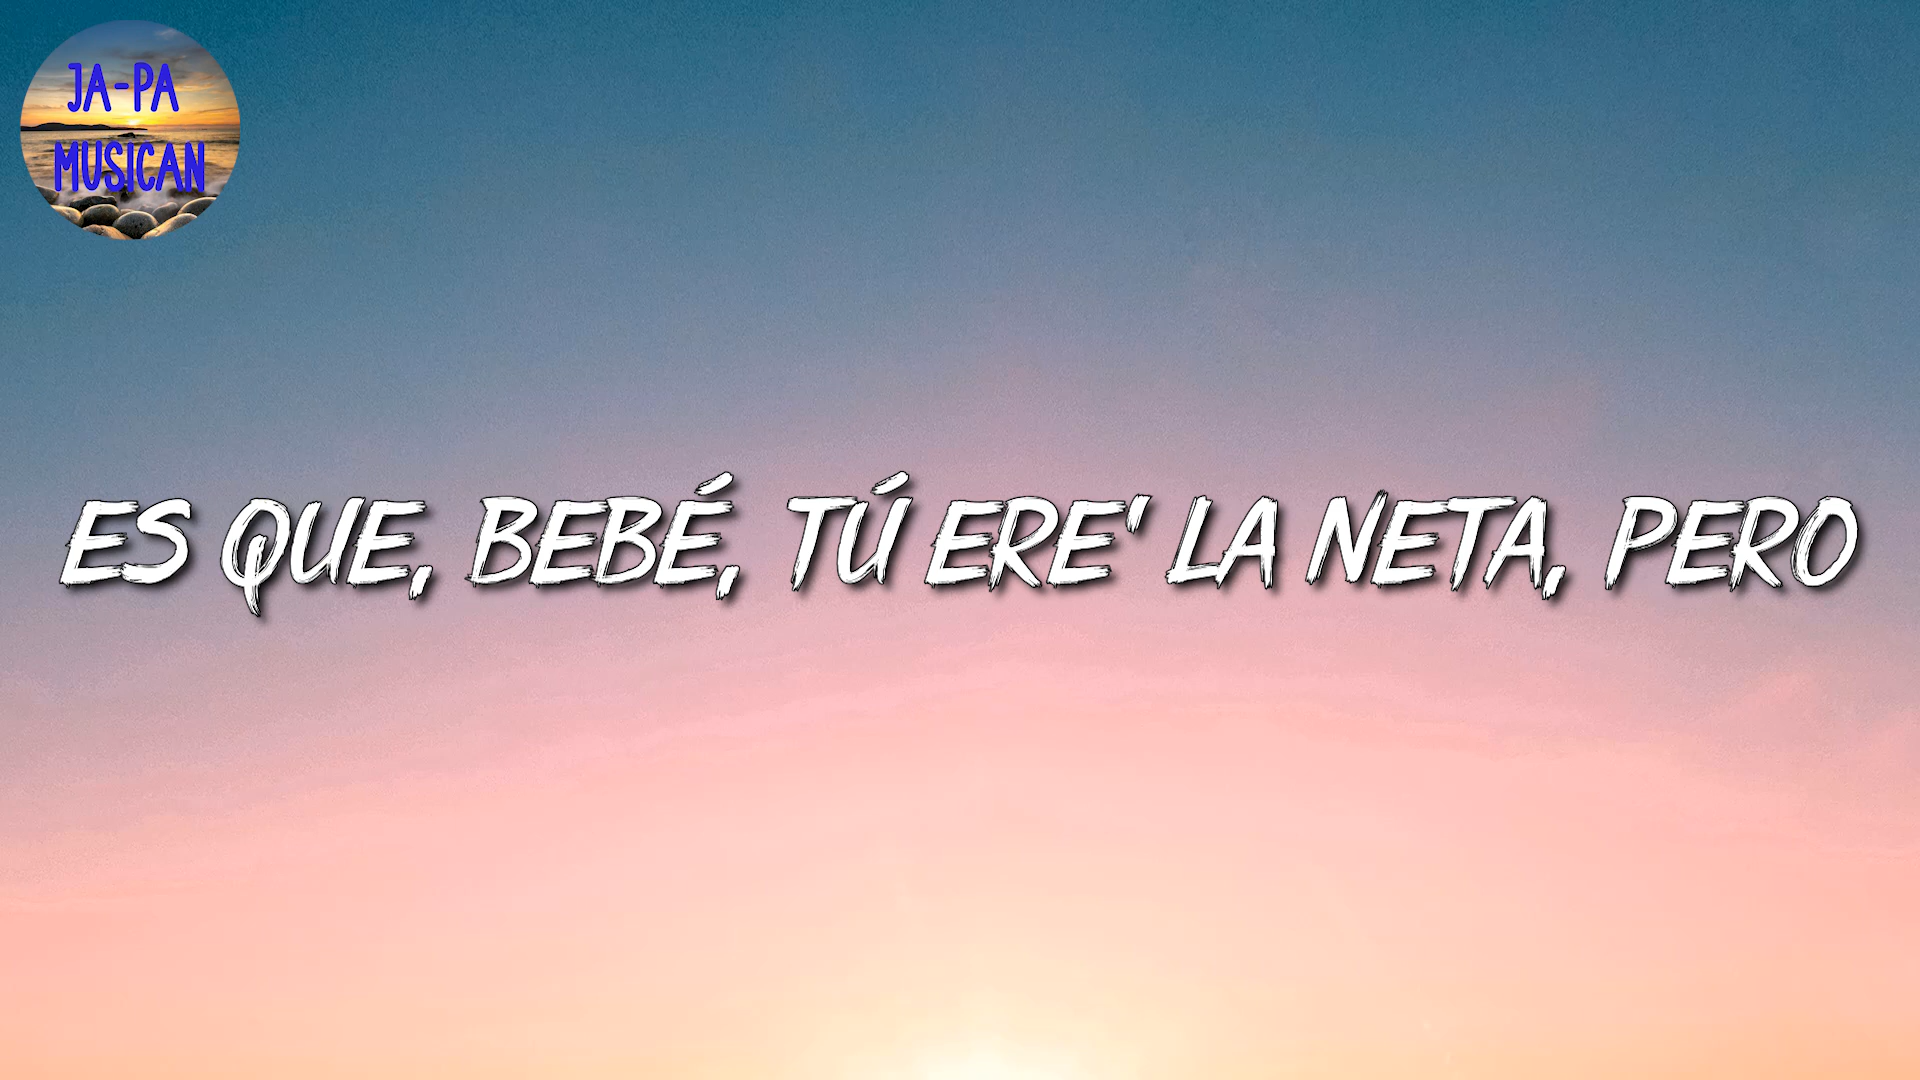 JA-PA
MUSICAN
ES QUE, BEBÉ, TÚ ERE' LA NETA, PERO